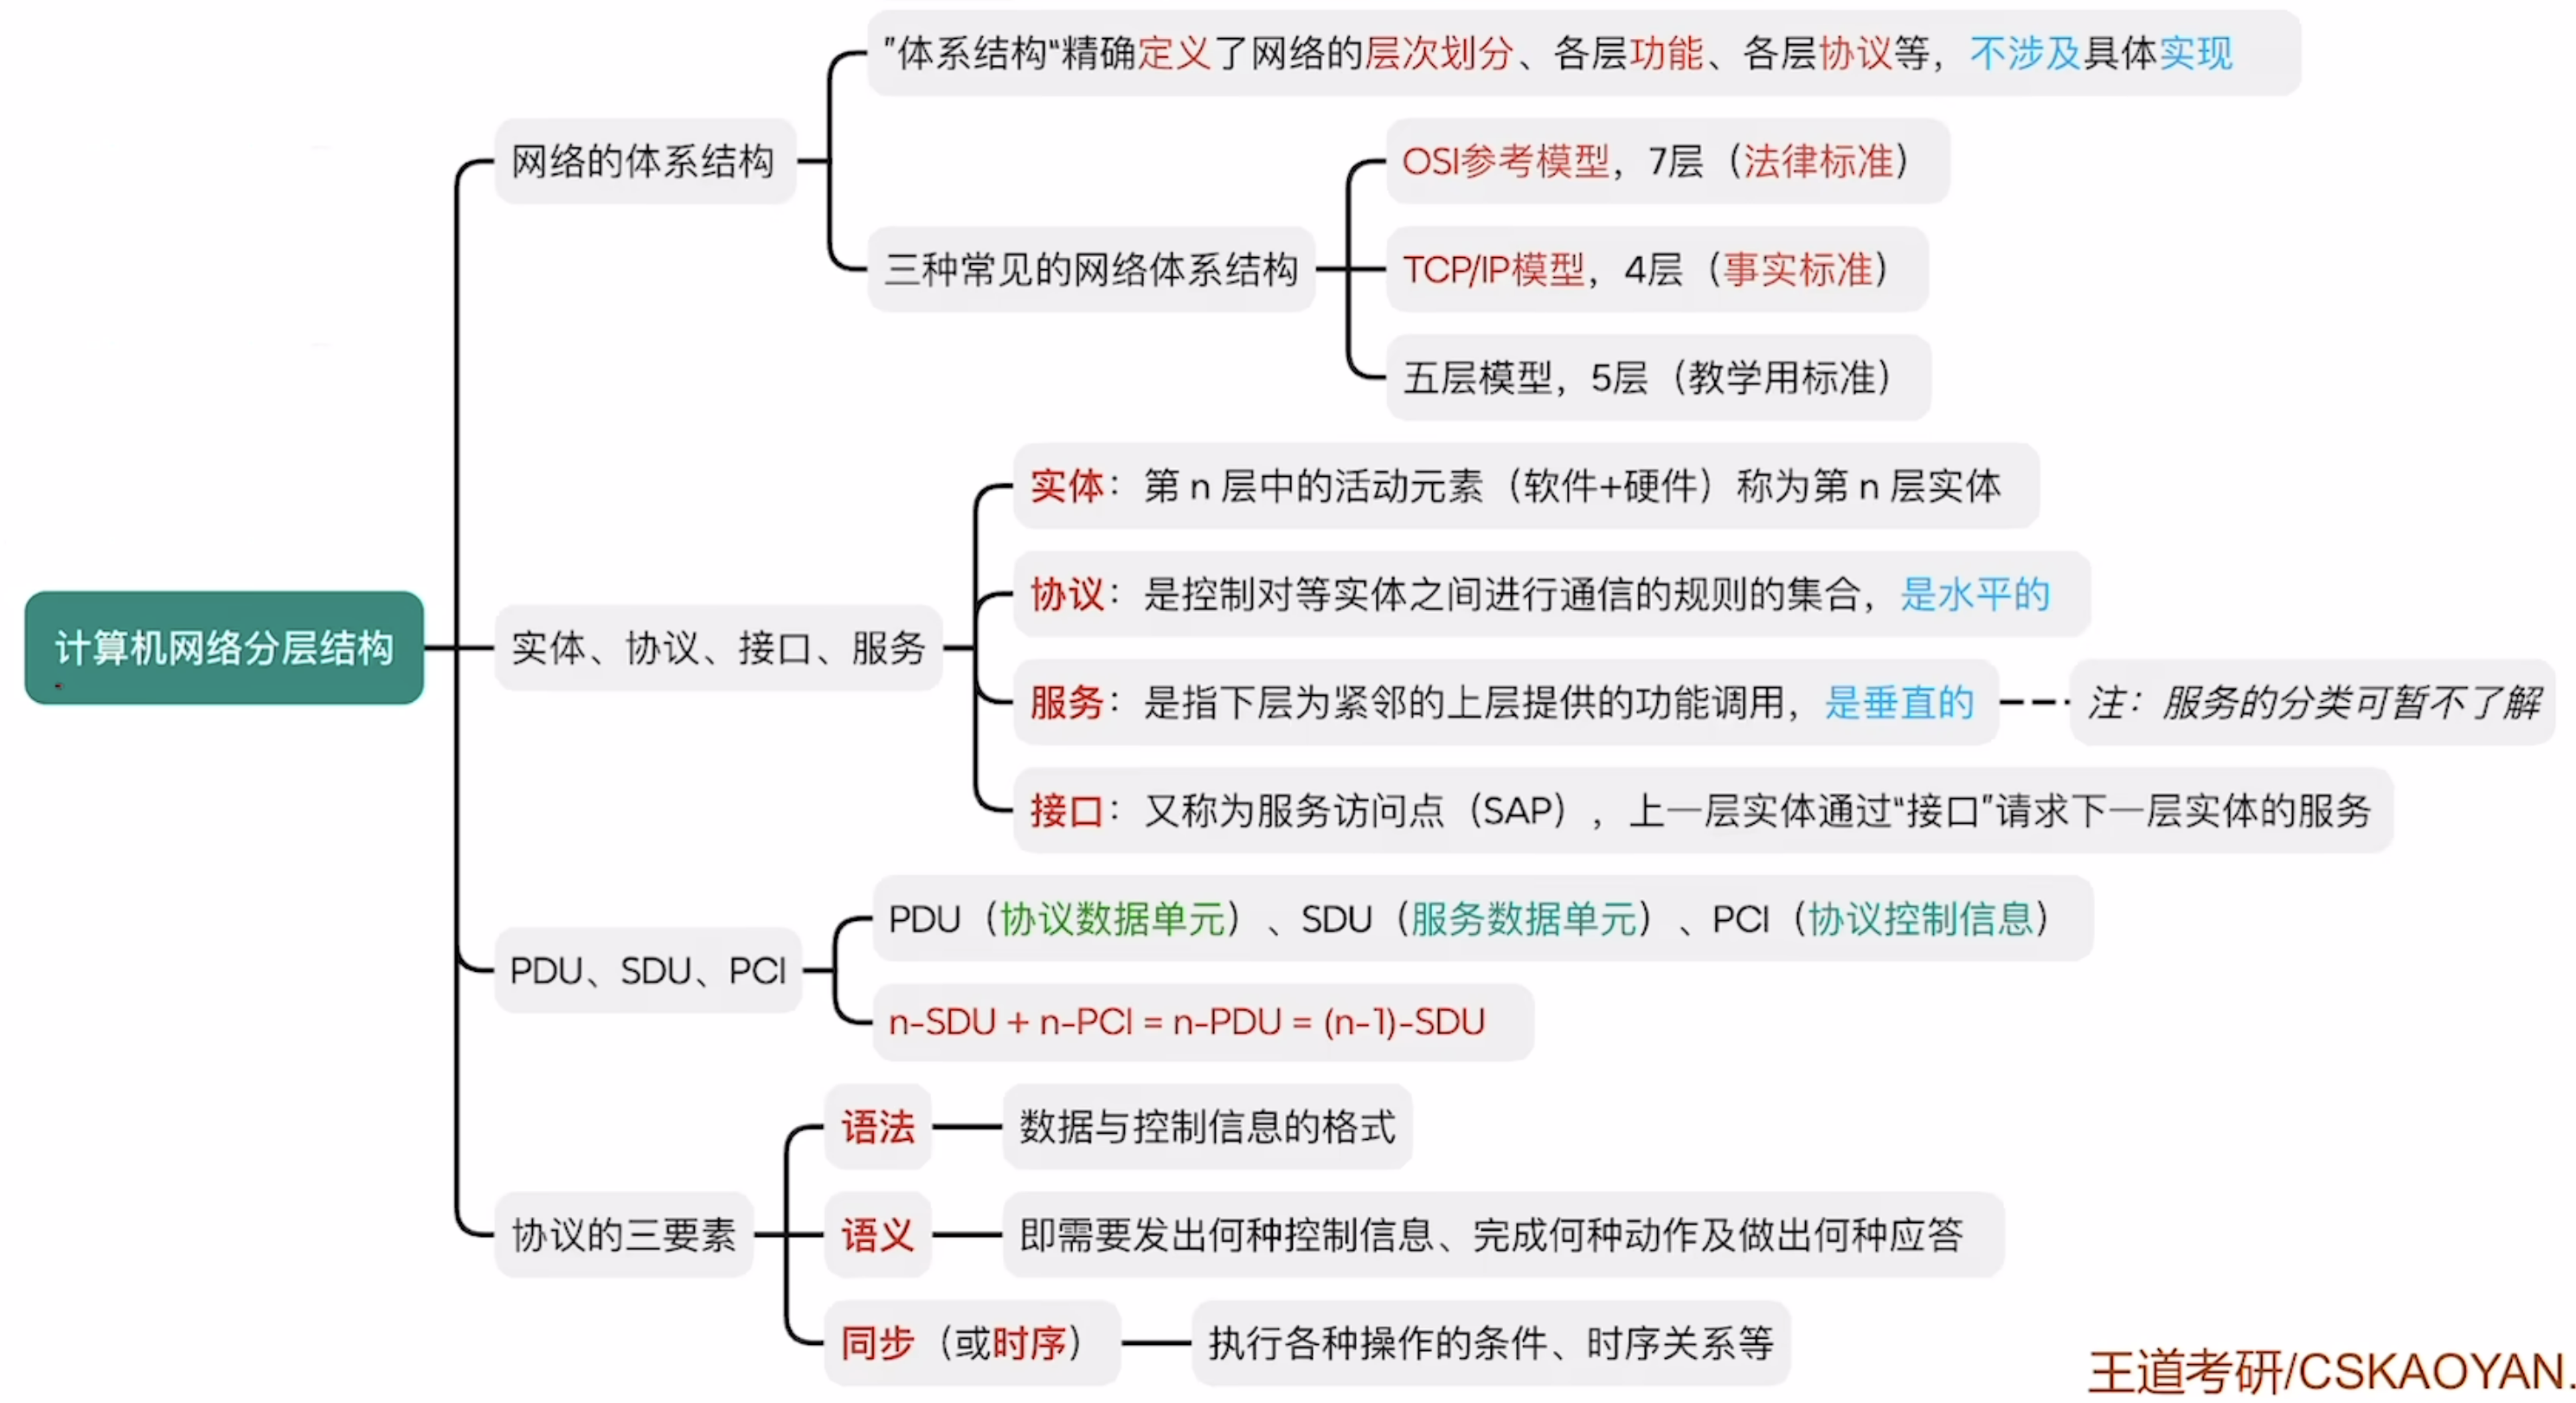 "体系结构“精确定义了网络的层次划分、各层功能、各层协议等，不涉及具体实现
网络的体系结构
OSI参考模型，7层（法律标准）
三种常见的网络体系结构
TCP/IP模型，4层（事实标准）
五层模型，5层（教学用标准）
实体：第 n 层中的活动元素（软件+硬件）称为第 n 层实体
协议：是控制对等实体之间进行通信的规则的集合，是水平的
计算机网络分层结构
实体、协议、接口、服务
服务：是指下层为紧邻的上层提供的功能调用，是垂直的
注：服务的分类可暂不了解
接口：又称为服务访问点（SAP），上一层实体通过“接口”请求下一层实体的服务
PDU（协议数据单元）、SDU（服务数据单元）、PCI（协议控制信息）
PDU、SDU、PCI
n-SDU + n-PCI = n-PDU = (n-1)-SDU
语法
数据与控制信息的格式
协议的三要素
语义
即需要发出何种控制信息、完成何种动作及做出何种应答
同步（或时序）
执行各种操作的条件、时序关系等
王道考研/CSKAOYAN.